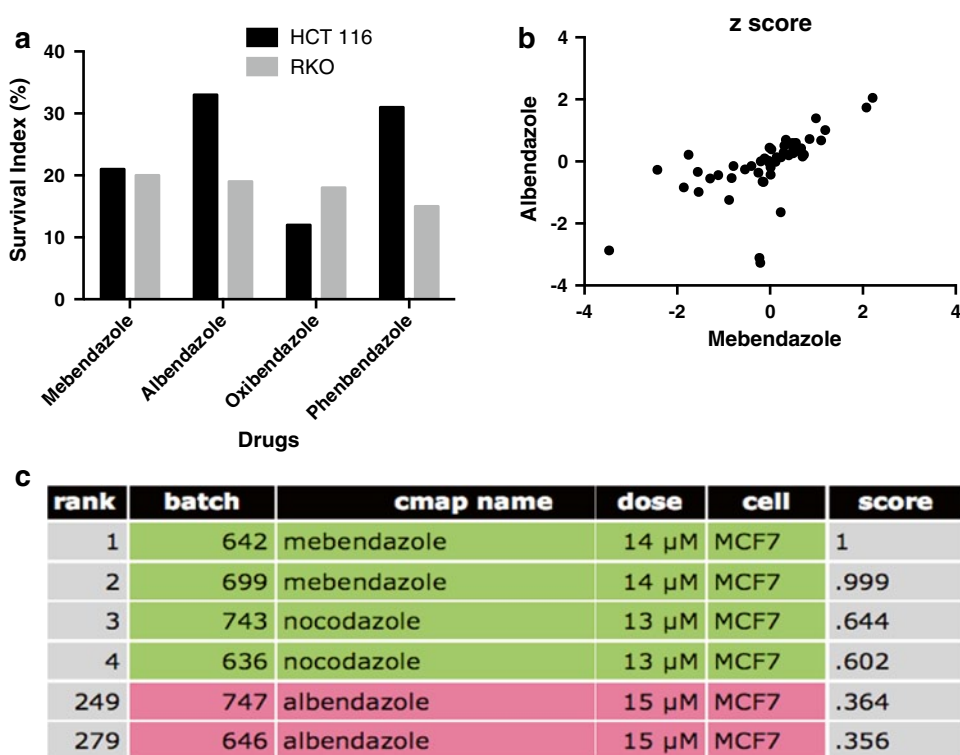 a
HCT 116
RKO
Survival Index (%)
40
30
20
10
0
Mebendazole
Albendazole
Oxibendazole
Phenbendazole
Drugs
b
z score
Albendazole
4
2
0
-2
-4
-4 -2 0 2 4
Mebendazole
c
rank batch cmap name dose cell score
1 642 mebendazole 14 µM MCF7 1
2 699 mebendazole 14 µM MCF7 .999
3 743 nocodazole 13 µM MCF7 .644
4 636 nocodazole 13 µM MCF7 .602
249 747 albendazole 15 µM MCF7 .364
279 646 albendazole 15 µM MCF7 .356